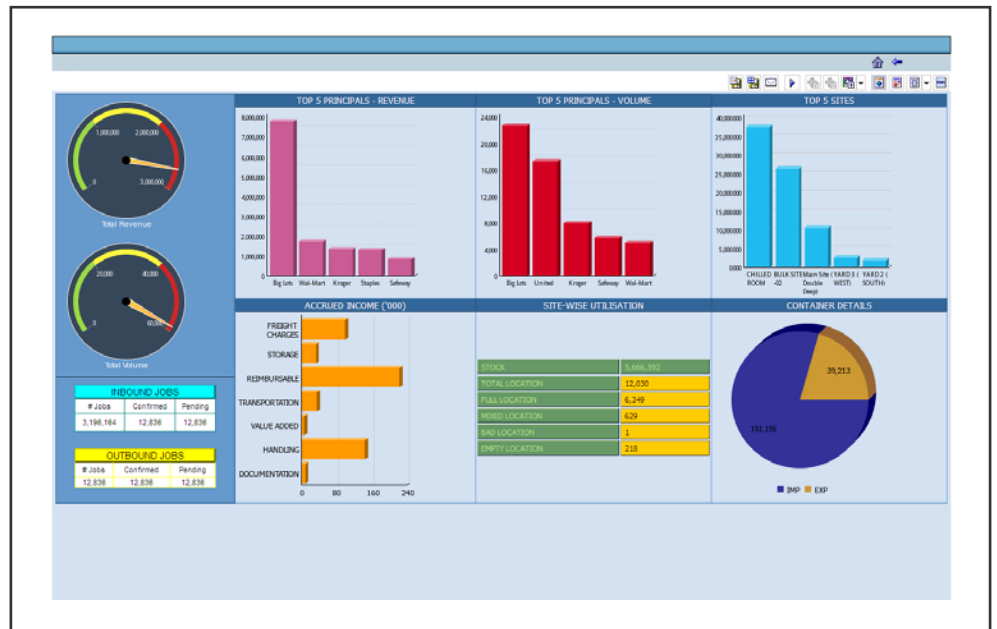 1,000,000 2,000,000
0 3,000,000
Total Revenue
20,000 40,000
0 60,000
Total Volume
INBOUND JOBS
# Jobs Confirmed Pending
3,196,164 12,836 12,836
OUTBOUND JOBS
# Jobs Confirmed Pending
12,836 12,836 12,836
TOP 5 PRINCIPALS - REVENUE
8,000,000
7,000,000
6,000,000
5,000,000
4,000,000
3,000,000
2,000,000
1,000,000
0
Big Lots Wal-Mart Kroger Staples Safeway
TOP 5 PRINCIPALS - VOLUME
24,000
20,000
16,000
12,000
8,000
4,000
0
Big Lots United Kroger Safeway Wal-Mart
TOP 5 SITES
40,000,000
35,000,000
30,000,000
25,000,000
20,000,000
15,000,000
10,000,000
5,000,000
0,000
CHILLED BULK SITE Main Site ( YARD 3 ( YARD 2 (
ROOM -02 Double WEST) SOUTH)
Deep)
ACCRUED INCOME ('000)
FREIGHT
CHARGES
STORAGE
REIMBURSABLE
TRANSPORTATION
VALUE ADDED
HANDLING
DOCUMENTATION
0 80 160 240
SITE-WISE UTILISATION
STOCK 5,666,392
TOTAL LOCATION 12,030
FULL LOCATION 6,349
MIXED LOCATION 629
BAD LOCATION 1
EMPTY LOCATION 218
CONTAINER DETAILS
39,213
151,155
IMP EXP